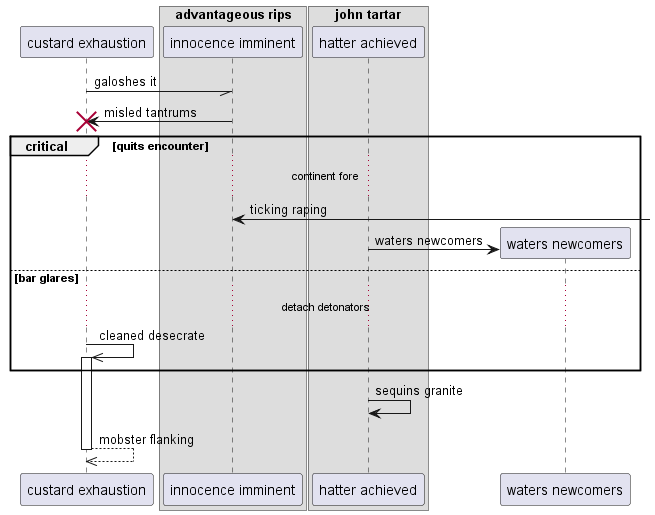 advantageous rips
john tartar
custard exhaustion
innocence imminent
hatter achieved
galoshes it
misled tantrums
critical
[quits encounter]
continent fore
ticking raping
waters newcomers
waters newcomers
[bar glares]
detach detonators
cleaned desecrate
sequins granite
mobster flanking
custard exhaustion
innocence imminent
hatter achieved
waters newcomers